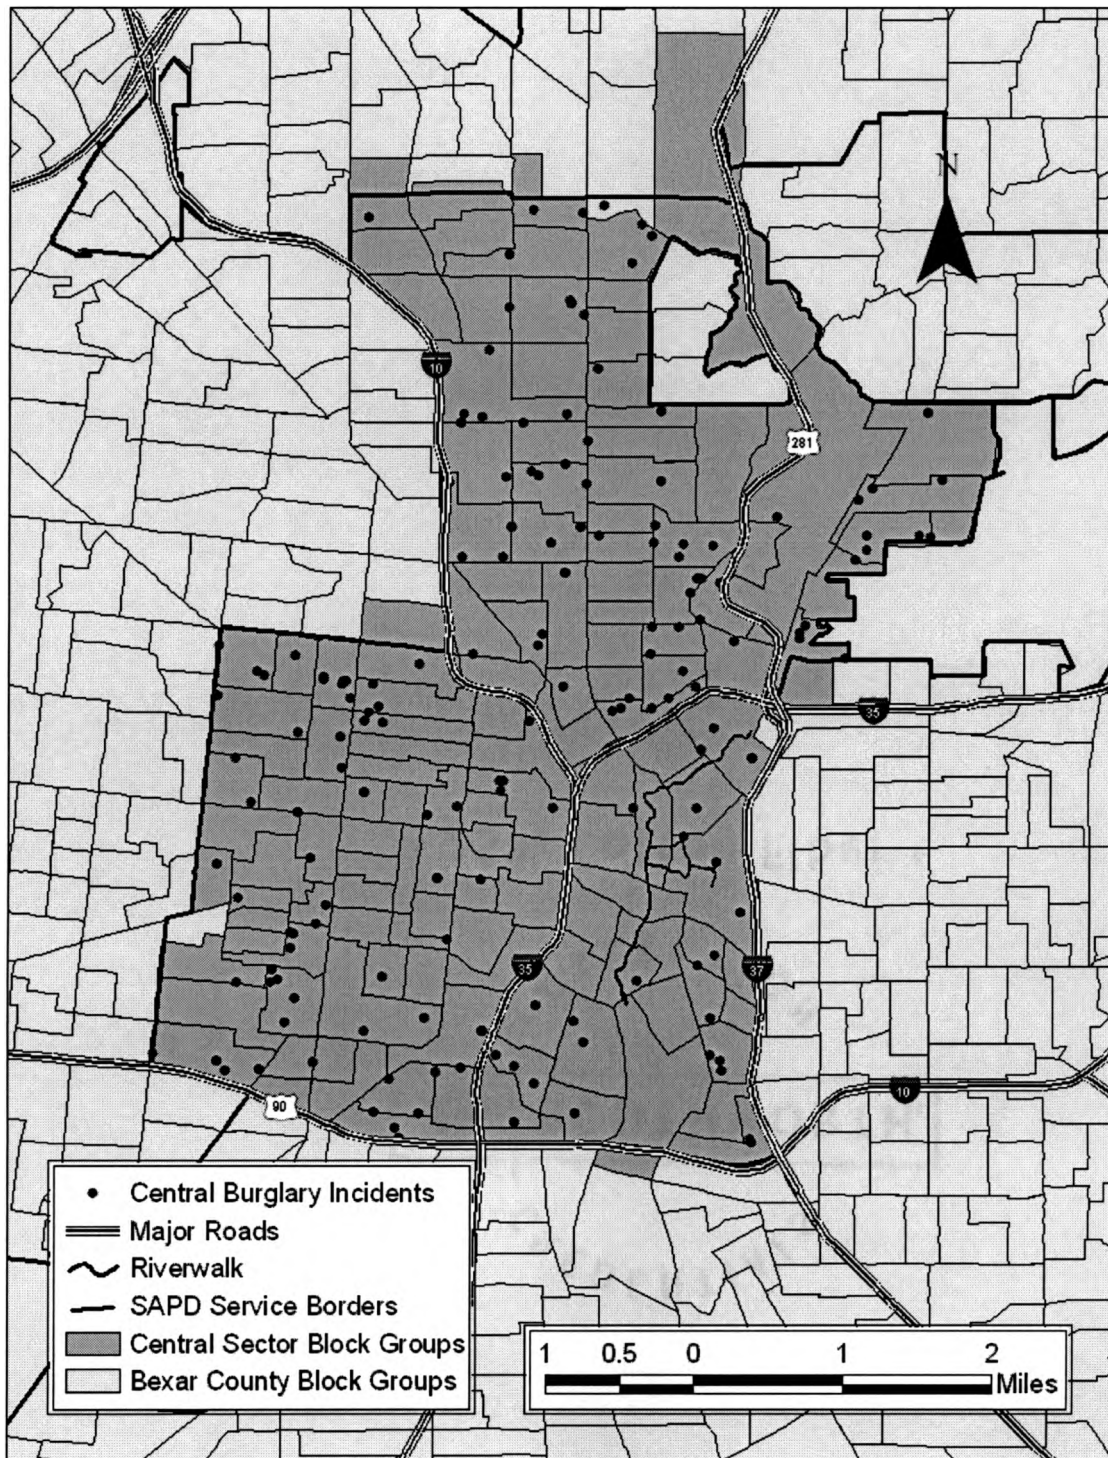 N
10
281
35
35
37
10
90
Central Burglary Incidents
Major Roads
Riverwalk
SAPD Service Borders
Central Sector Block Groups
Bexar County Block Groups
1 0.5 0 1 2
Miles